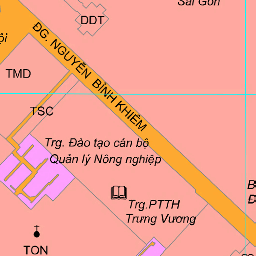 Sài Gòn
DDT
ĐG. NGUYỄN BỈNH KHIÊM
TMD
TSC
Trg. Đào tạo cán bộ
Quản lý Nông nghiệp
Trg.PTTH
Trưng Vương
TON